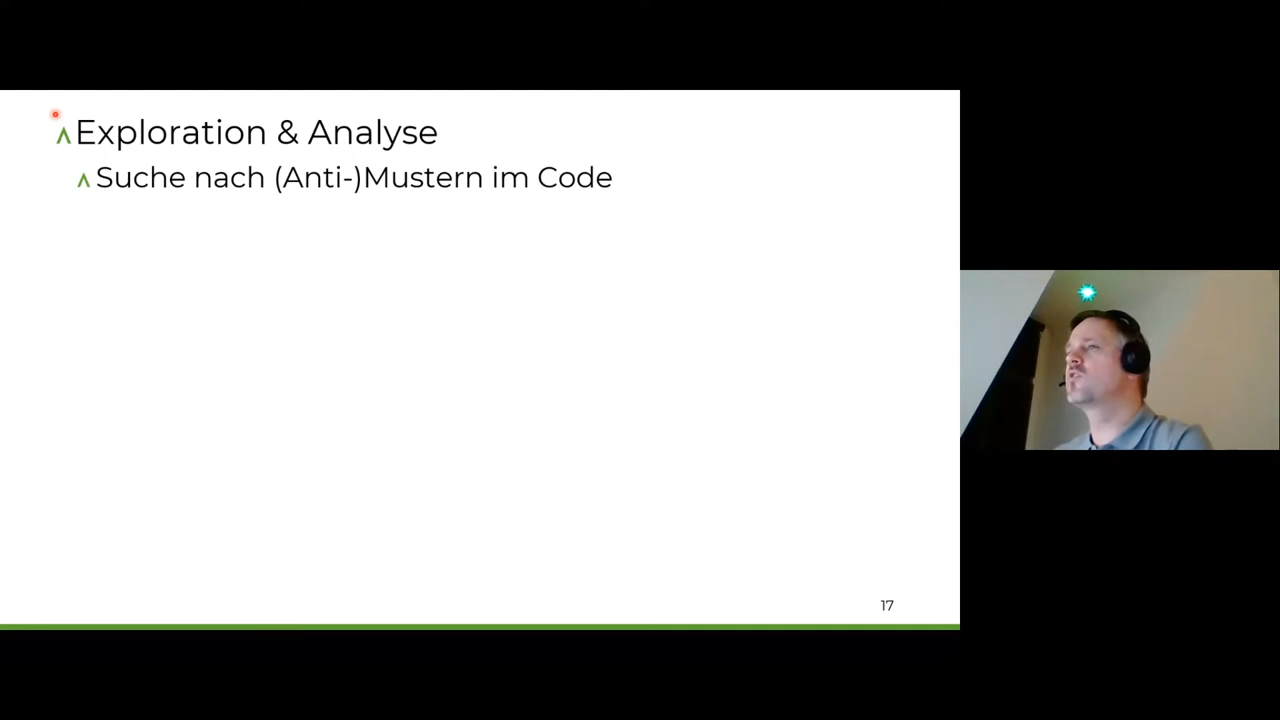 Exploration & Analyse
Suche nach (Anti-)Mustern im Code
17